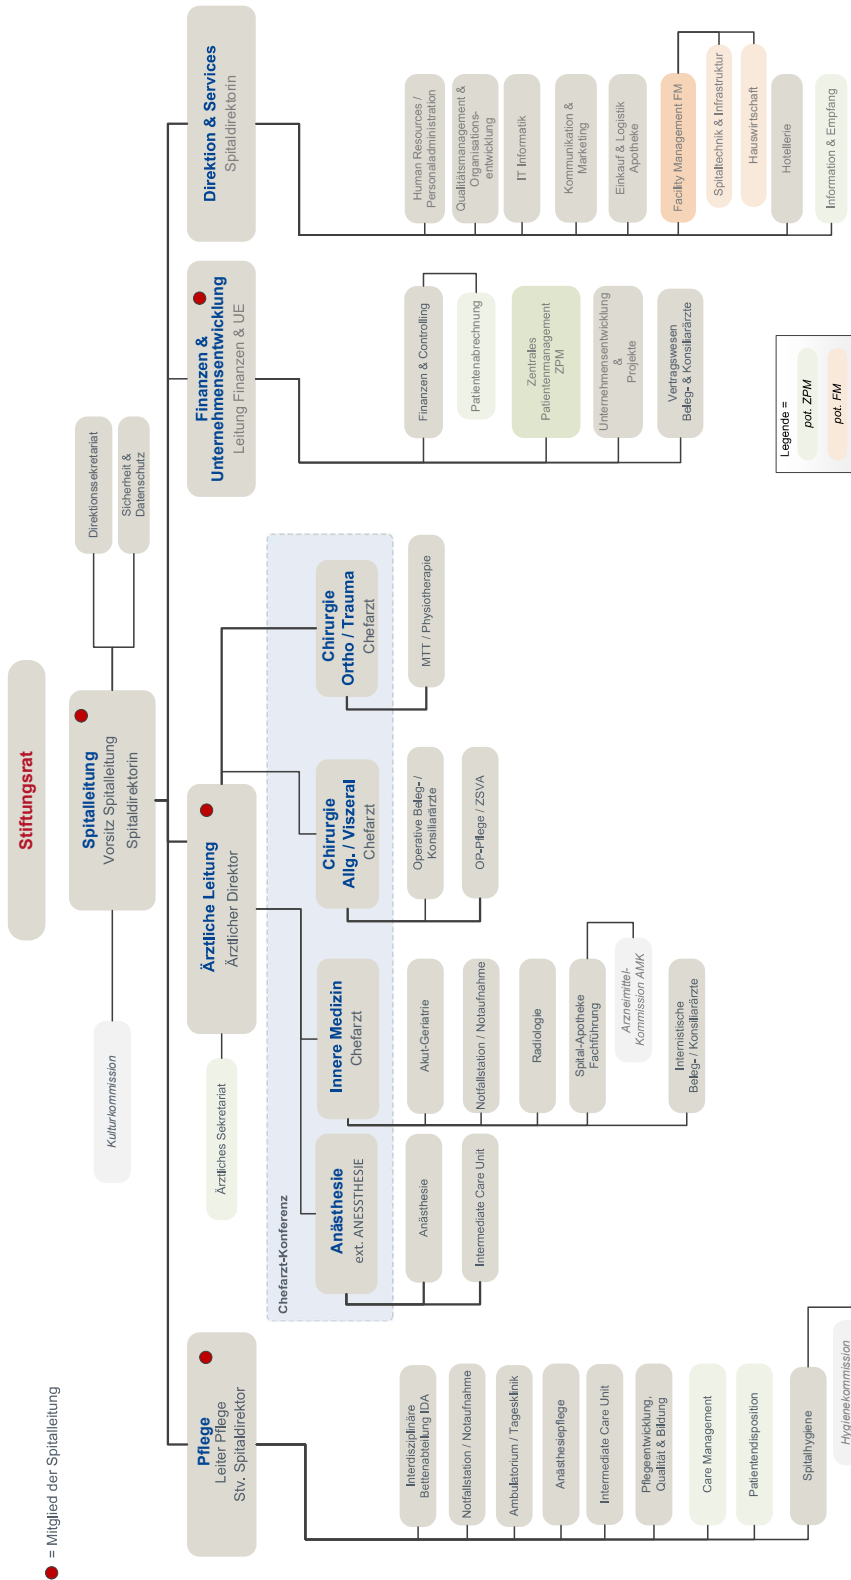 = Mitglied der Spitalleitung
Stiftungsrat
Spitalleitung
Vorsitz Spitalleitung
Spitaldirektorin
Direktionssekretariat
Sicherheit &
Datenschutz
Kulturkommission
Pflege
Leiter Pflege
Stv. Spitaldirektor
Ärztliche Leitung
Ärztlicher Direktor
Ärztliches Sekretariat
Finanzen &
Unternehmensentwicklung
Leitung Finanzen & UE
Direktion & Services
Spitaldirektorin
Chefarzt-Konferenz
Anästhesie
ext. ANESSTHESIE
Innere Medizin
Chefarzt
Chirurgie
Allg. / Viszeral
Chefarzt
Chirurgie
Ortho / Trauma
Chefarzt
Interdisziplinäre
Bettenabteilung IDA
Notfallstation / Notaufnahme
Ambulatorium / Tagesklinik
Anästhesiepflege
Intermediate Care Unit
Pflegeentwicklung,
Qualität & Bildung
Care Management
Patientendisposition
Spitalhygiene
Hygienekommission
Anästhesie
Intermediate Care Unit
Akut-Geriatrie
Notfallstation / Notaufnahme
Radiologie
Spital-Apotheke
Fachführung
Arzneimittel-
Kommission AMK
Internistische
Beleg- / Konsiliarärzte
Operative Beleg- /
Konsiliarärzte
OP-Pflege / ZSVA
MTT / Physiotherapie
Finanzen & Controlling
Patientenabrechnung
Zentrales
Patientenmanagement
ZPM
Unternehmensentwicklung
&
Projekte
Vertragswesen
Beleg- & Konsiliarärzte
Human Resources /
Personaladministration
Qualitätsmanagement &
Organisations-
entwicklung
IT Informatik
Kommunikation &
Marketing
Einkauf & Logistik
Apotheke
Facility Management FM
Spitaltechnik & Infrastruktur
Hauswirtschaft
Hotellerie
Information & Empfang
Legende =
pot. ZPM
pot. FM